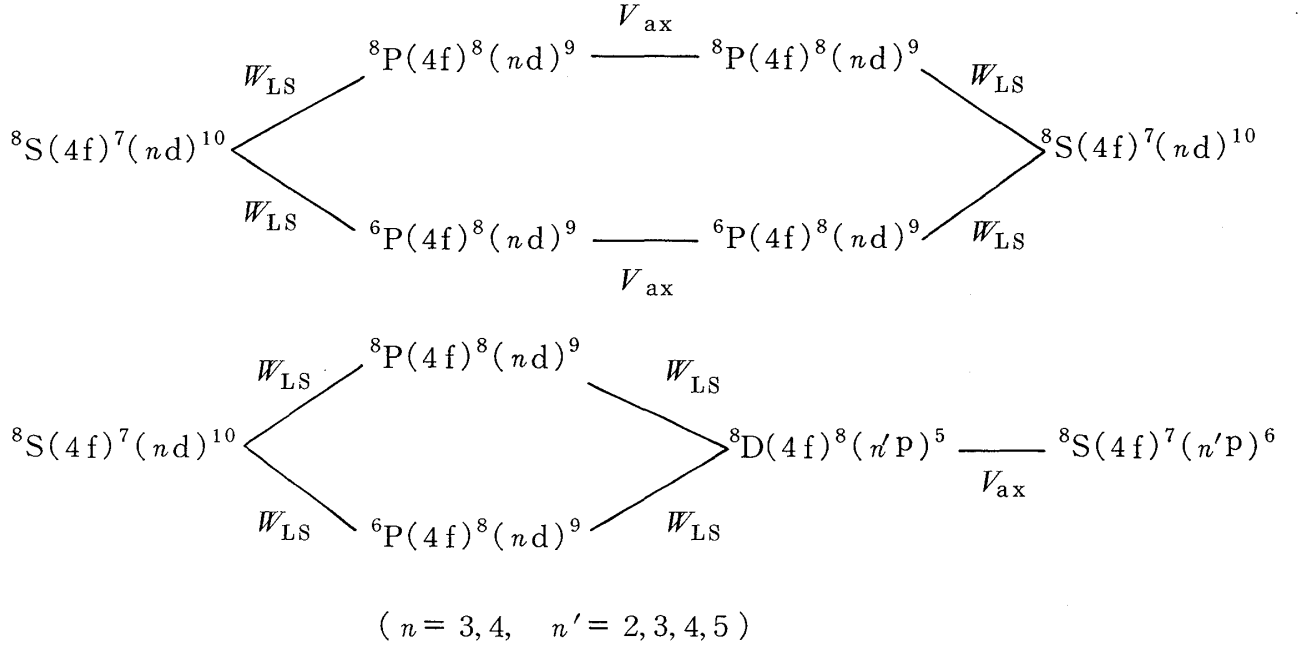 V_ax
⁸P(4f)⁸(nd)⁹ ⁸P(4f)⁸(nd)⁹
W_LS W_LS
⁸S(4f)⁷(nd)¹⁰ ⁸S(4f)⁷(nd)¹⁰
W_LS W_LS
⁶P(4f)⁸(nd)⁹ ⁶P(4f)⁸(nd)⁹
V_ax
⁸P(4f)⁸(nd)⁹
W_LS W_LS
⁸S(4f)⁷(nd)¹⁰ ⁸D(4f)⁸(n′p)⁵ ⁸S(4f)⁷(n′p)⁶
V_ax
W_LS W_LS
⁶P(4f)⁸(nd)⁹
(n = 3, 4, n′ = 2, 3, 4, 5)